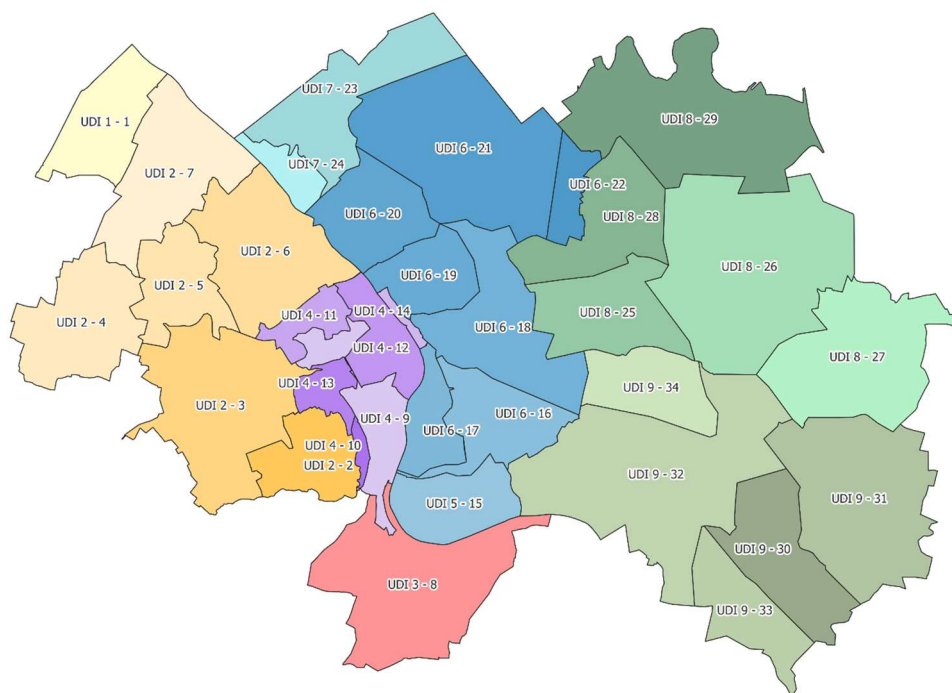 UDI 7 - 23
UDI 8 - 29
UDI 1 - 1
UDI 6 - 21
UDI 7 - 24
UDI 2 - 7
UDI 6 - 22
UDI 6 - 20
UDI 8 - 28
UDI 2 - 6
UDI 8 - 26
UDI 6 - 19
UDI 2 - 5
UDI 4 - 14
UDI 8 - 25
UDI 4 - 11
UDI 2 - 4
UDI 6 - 18
UDI 4 - 12
UDI 8 - 27
UDI 4 - 13
UDI 9 - 34
UDI 2 - 3
UDI 6 - 16
UDI 4 - 9
UDI 6 - 17
UDI 4 - 10
UDI 2 - 2
UDI 9 - 32
UDI 9 - 31
UDI 5 - 15
UDI 9 - 30
UDI 3 - 8
UDI 9 - 33